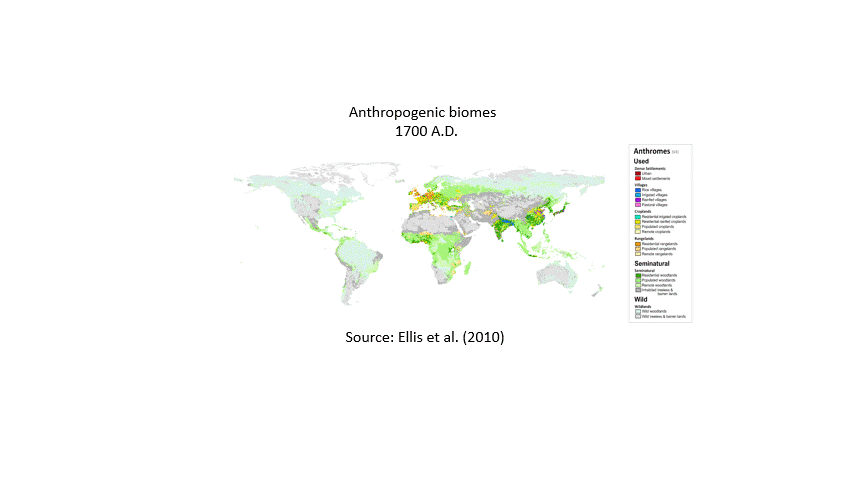 Anthropogenic biomes
1700 A.D.
Anthromes
Used
Dense Settlements
Urban
Mixed settlements
Villages
Rice villages
Irrigated villages
Rainfed villages
Pastoral villages
Croplands
Residential irrigated croplands
Residential rainfed croplands
Populated croplands
Remote croplands
Rangelands
Residential rangelands
Populated rangelands
Remote rangelands
Seminatural
Seminatural
Residential woodlands
Populated woodlands
Remote woodlands
Inhabited treeless &
barren lands
Wild
Wildlands
Wild woodlands
Wild treeless & barren lands
Source: Ellis et al. (2010)